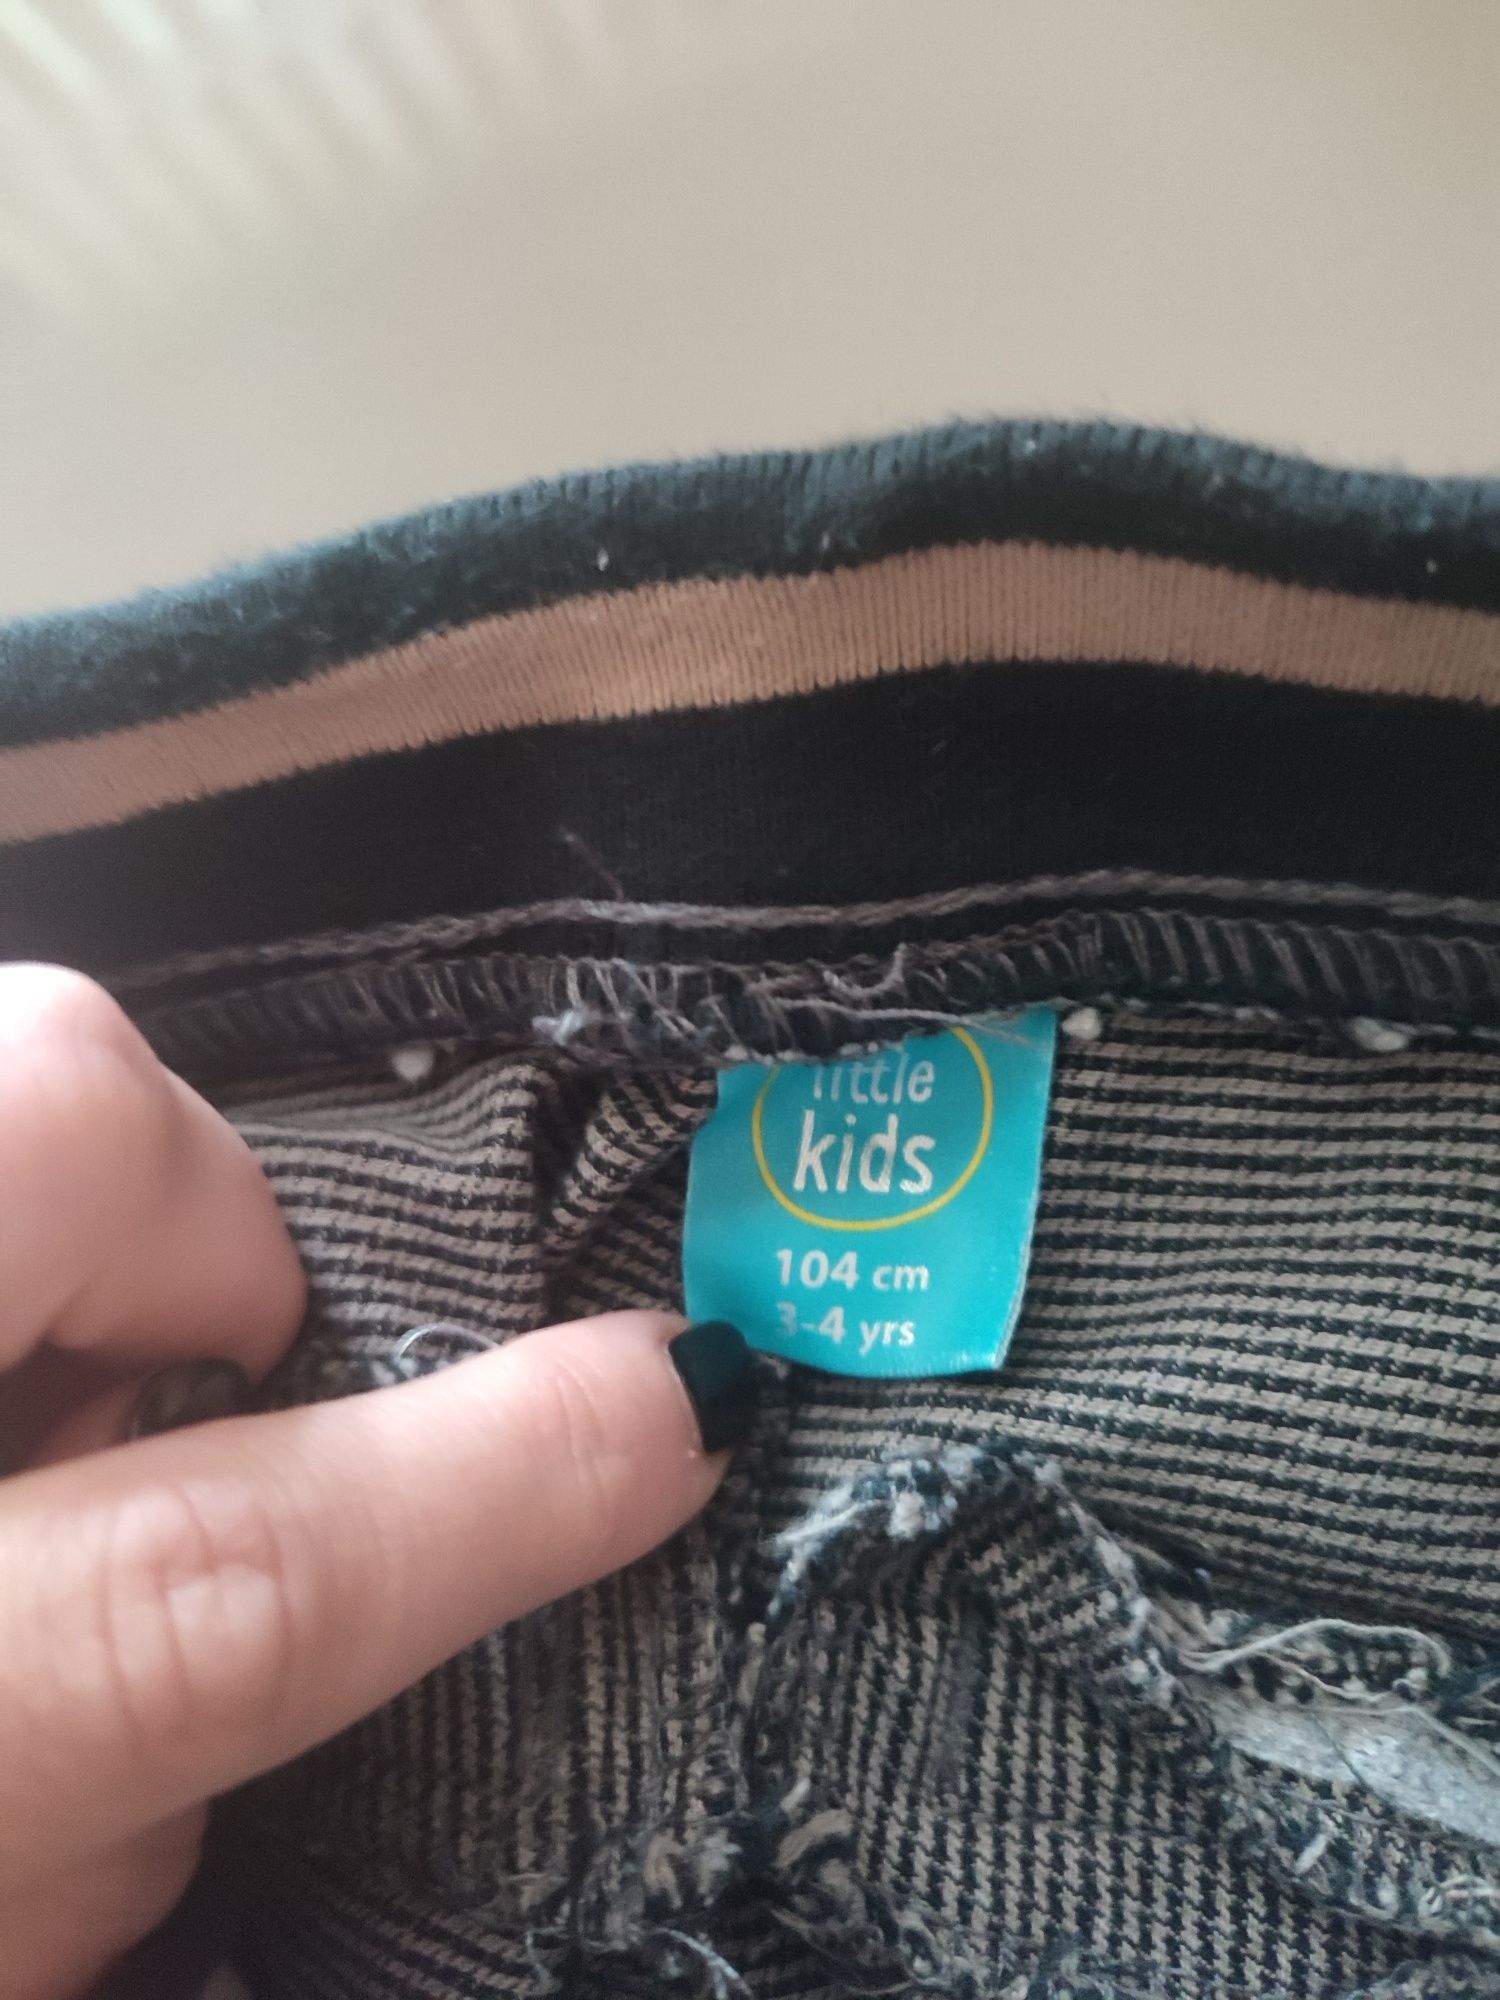 little
kids
104 cm
3-4 yrs